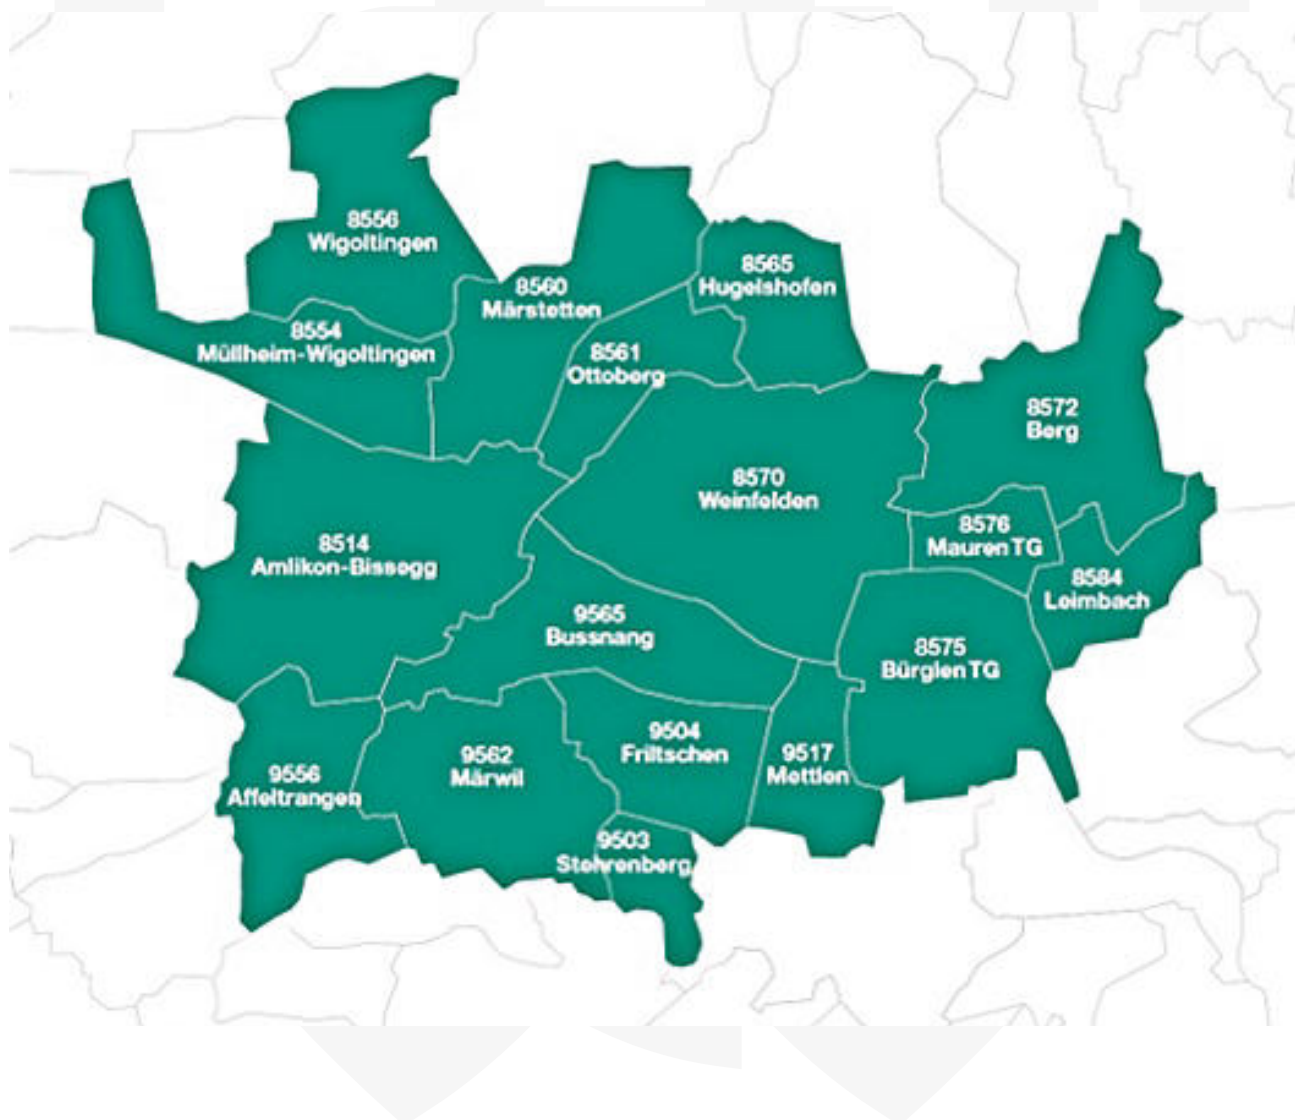 8556
Wigoltingen
8565
Hugelshofen
8560
Märstetten
8554
Müllheim-Wigoltingen
8561
Ottoberg
8572
Berg
8570
Weinfelden
8576
Mauren TG
8514
Amlikon-Bissegg
8584
Leimbach
9565
Bussnang
8575
Bürglen TG
9504
Friltschen
9562
Märwil
9517
Mettlen
9556
Affeltrangen
9503
Stehrenberg